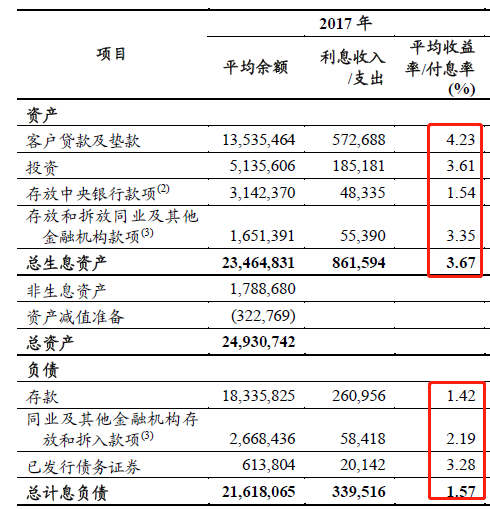 项目 2017 年
平均余额 利息收入/支出 平均收益率/付息率(%)
资产
客户贷款及垫款 13,535,464 572,688 4.23
投资 5,135,606 185,181 3.61
存放中央银行款项(2) 3,142,370 48,335 1.54
存放和拆放同业及其他
金融机构款项(3) 1,651,391 55,390 3.35
总生息资产 23,464,831 861,594 3.67
非生息资产 1,788,680
资产减值准备 (322,769)
总资产 24,930,742
负债
存款 18,335,825 260,956 1.42
同业及其他金融机构存
放和拆入款项(3) 2,668,436 58,418 2.19
已发行债务证券 613,804 20,142 3.28
总计息负债 21,618,065 339,516 1.57